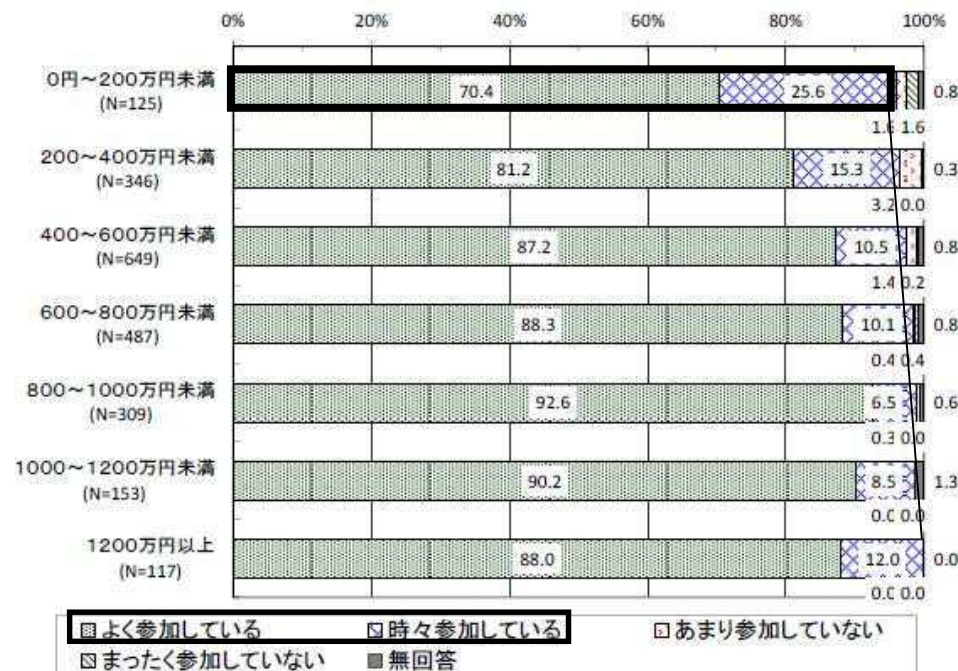 0% 20% 40% 60% 80% 100%
0円～200万円未満
(N=125)
70.4 25.6 0.8
1.6 1.6
200～400万円未満
(N=346)
81.2 15.3 0.3
3.2 0.0
400～600万円未満
(N=649)
87.2 10.5 0.8
1.4 0.2
600～800万円未満
(N=487)
88.3 10.1 0.8
0.4 0.4
800～1000万円未満
(N=309)
92.6 6.5 0.6
0.3 0.0
1000～1200万円未満
(N=153)
90.2 8.5 1.3
0.0 0.0
1200万円以上
(N=117)
88.0 12.0 0.0
0.0 0.0
よく参加している 時々参加している あまり参加していない
まったく参加していない 無回答